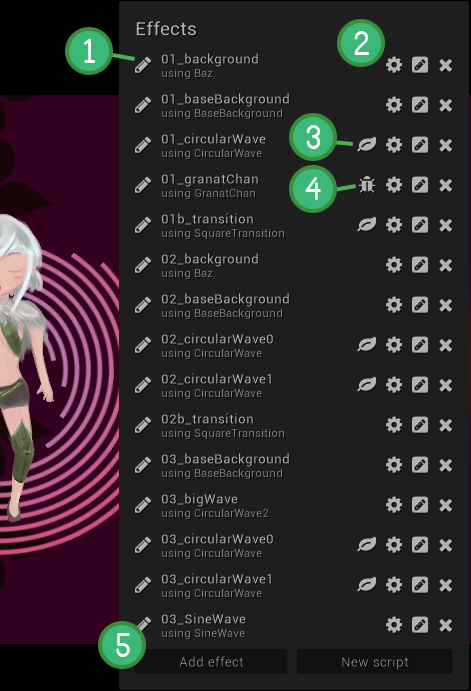 Effects
1
2
01_background
using Baz
01_baseBackground
using BaseBackground
3
01_circularWave
using CircularWave
4
01_granatChan
using GranatChan
01b_transition
using SquareTransition
02_background
using Baz
02_baseBackground
using BaseBackground
02_circularWave0
using CircularWave
02_circularWave1
using CircularWave
02b_transition
using SquareTransition
03_baseBackground
using BaseBackground
03_bigWave
using CircularWave2
03_circularWave0
using CircularWave
03_circularWave1
using CircularWave
03_SineWave
using SineWave
5
Add effect
New script